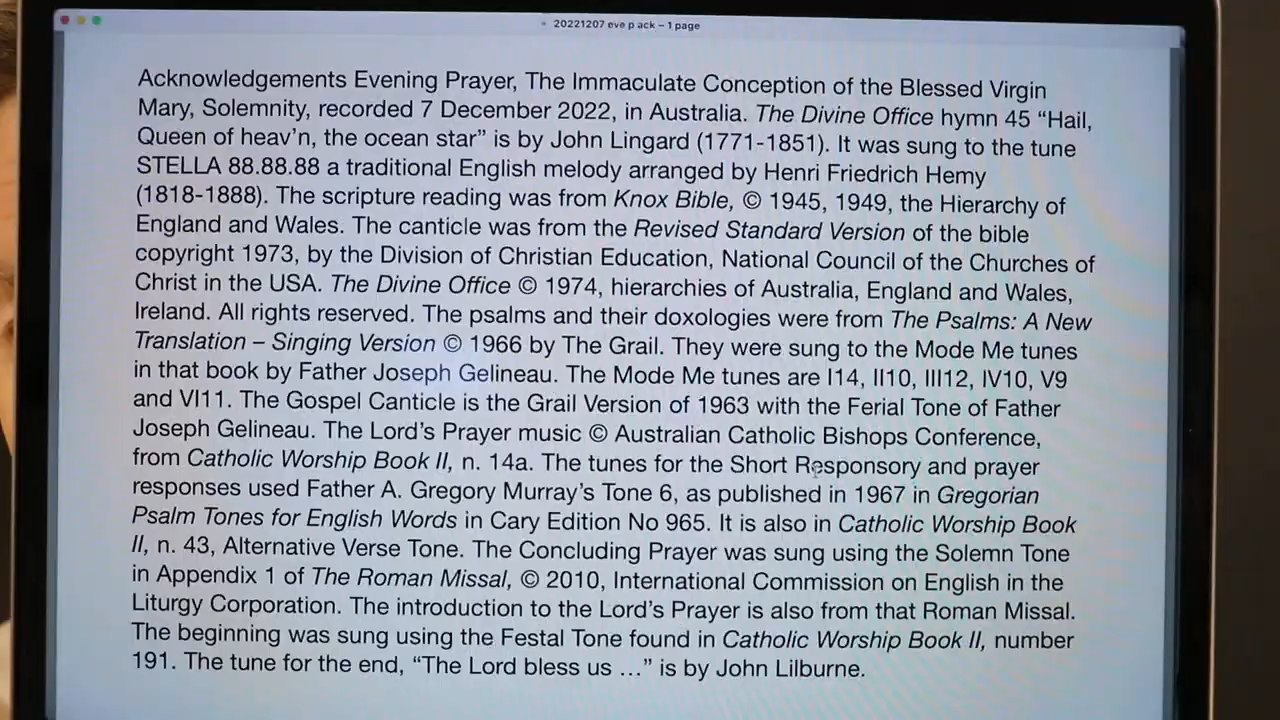 20221207 eve p ack – 1 page
Acknowledgements Evening Prayer, The Immaculate Conception of the Blessed Virgin
Mary, Solemnity, recorded 7 December 2022, in Australia. The Divine Office hymn 45 “Hail,
Queen of heav’n, the ocean star” is by John Lingard (1771-1851). It was sung to the tune
STELLA 88.88.88 a traditional English melody arranged by Henri Friedrich Hemy
(1818-1888). The scripture reading was from Knox Bible, © 1945, 1949, the Hierarchy of
England and Wales. The canticle was from the Revised Standard Version of the bible
copyright 1973, by the Division of Christian Education, National Council of the Churches of
Christ in the USA. The Divine Office © 1974, hierarchies of Australia, England and Wales,
Ireland. All rights reserved. The psalms and their doxologies were from The Psalms: A New
Translation – Singing Version © 1966 by The Grail. They were sung to the Mode Me tunes
in that book by Father Joseph Gelineau. The Mode Me tunes are I14, II10, III12, IV10, V9
and VI11. The Gospel Canticle is the Grail Version of 1963 with the Ferial Tone of Father
Joseph Gelineau. The Lord’s Prayer music © Australian Catholic Bishops Conference,
from Catholic Worship Book II, n. 14a. The tunes for the Short Responsory and prayer
responses used Father A. Gregory Murray’s Tone 6, as published in 1967 in Gregorian
Psalm Tones for English Words in Cary Edition No 965. It is also in Catholic Worship Book
II, n. 43, Alternative Verse Tone. The Concluding Prayer was sung using the Solemn Tone
in Appendix 1 of The Roman Missal, © 2010, International Commission on English in the
Liturgy Corporation. The introduction to the Lord’s Prayer is also from that Roman Missal.
The beginning was sung using the Festal Tone found in Catholic Worship Book II, number
191. The tune for the end, “The Lord bless us …” is by John Lilburne.